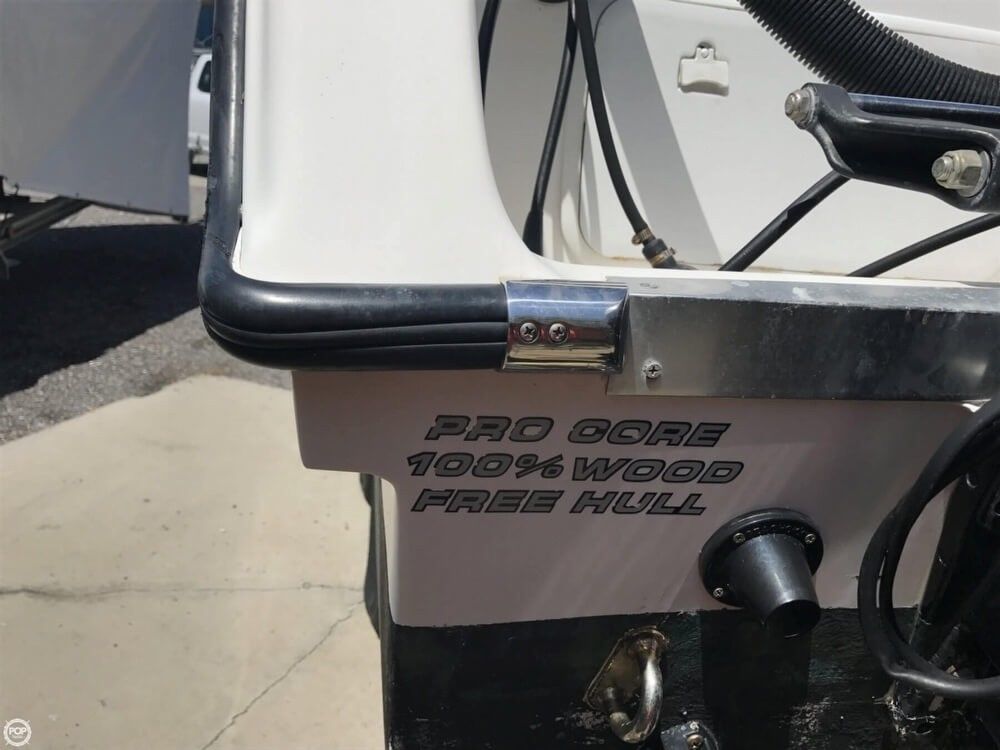 PRO CORE
100% WOOD
FREE HULL
POP